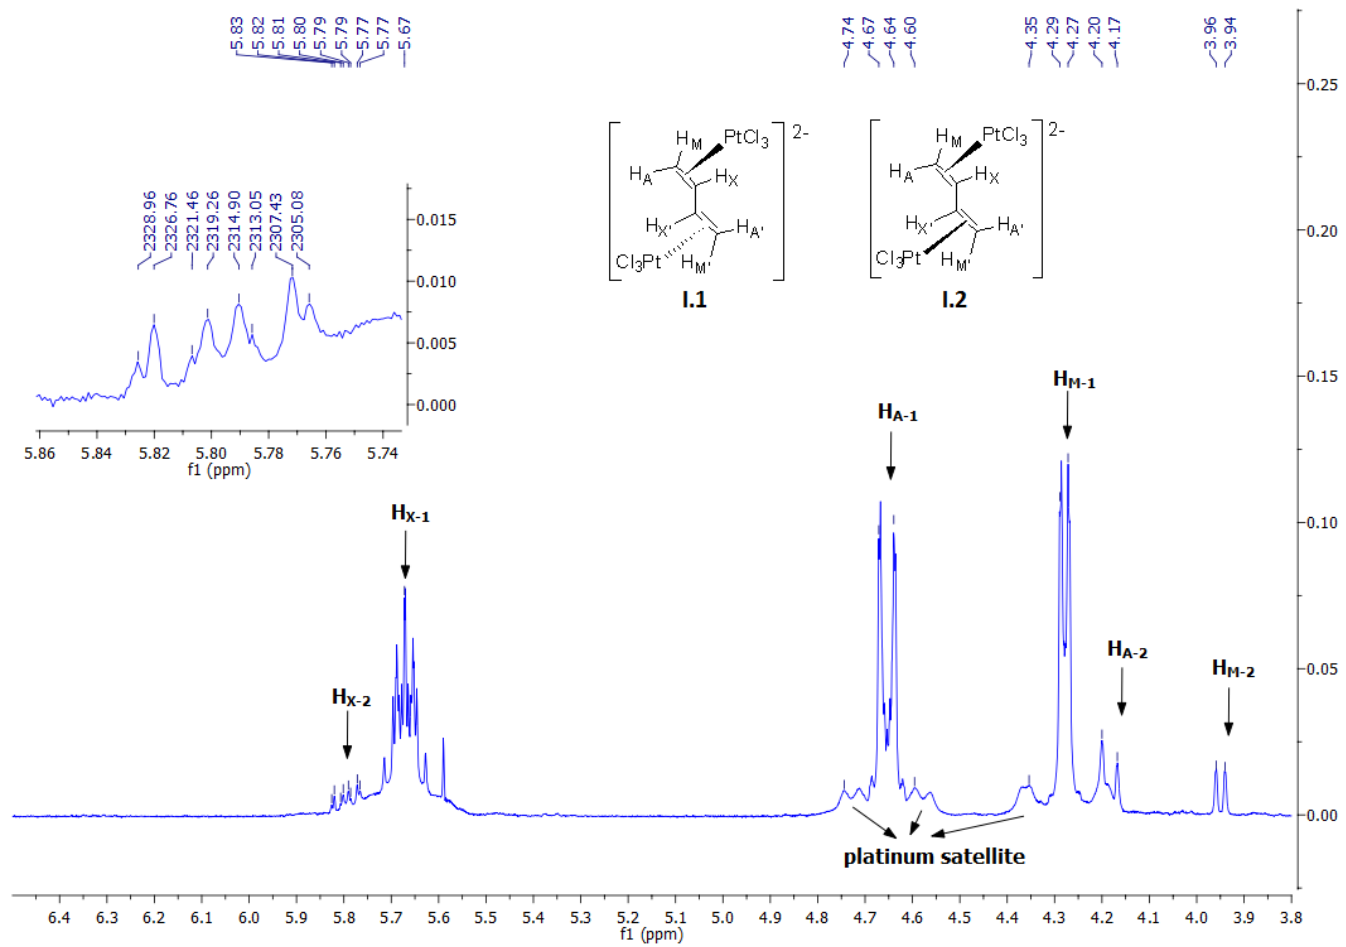 5.83
5.82
5.81
5.80
5.79
5.79
5.77
5.77
5.67
4.74
4.67
4.64
4.60
4.35
4.29
4.27
4.20
4.17
3.96
3.94
0.25
0.20
0.15
0.10
0.05
0.00
2328.96
2326.76
2321.46
2319.26
2314.90
2313.05
2307.43
2305.08
0.015
0.010
0.005
0.000
5.86 5.84 5.82 5.80 5.78 5.76 5.74
f1 (ppm)
HM PtCl3 2-
HA HX
HX' HA'
Cl3Pt HM'
I.1
HM PtCl3 2-
HA HX
HX' HA'
Cl3Pt HM'
I.2
HX-2
HX-1
HA-1
HM-1
HA-2
HM-2
platinum satellite
6.4 6.3 6.2 6.1 6.0 5.9 5.8 5.7 5.6 5.5 5.4 5.3 5.2 5.1 5.0 4.9 4.8 4.7 4.6 4.5 4.4 4.3 4.2 4.1 4.0 3.9 3.8
f1 (ppm)